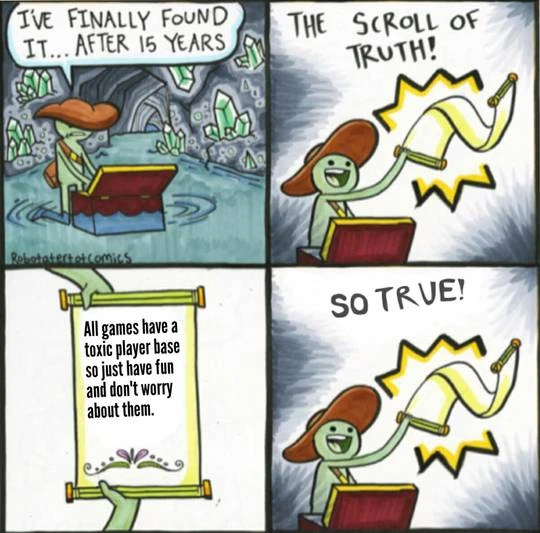 I'VE FINALLY FOUND
IT... AFTER 15 YEARS
THE SCROLL OF
TRUTH!
Robotatertotcomics
All games have a
toxic player base
so just have fun
and don't worry
about them.
SO TRUE!